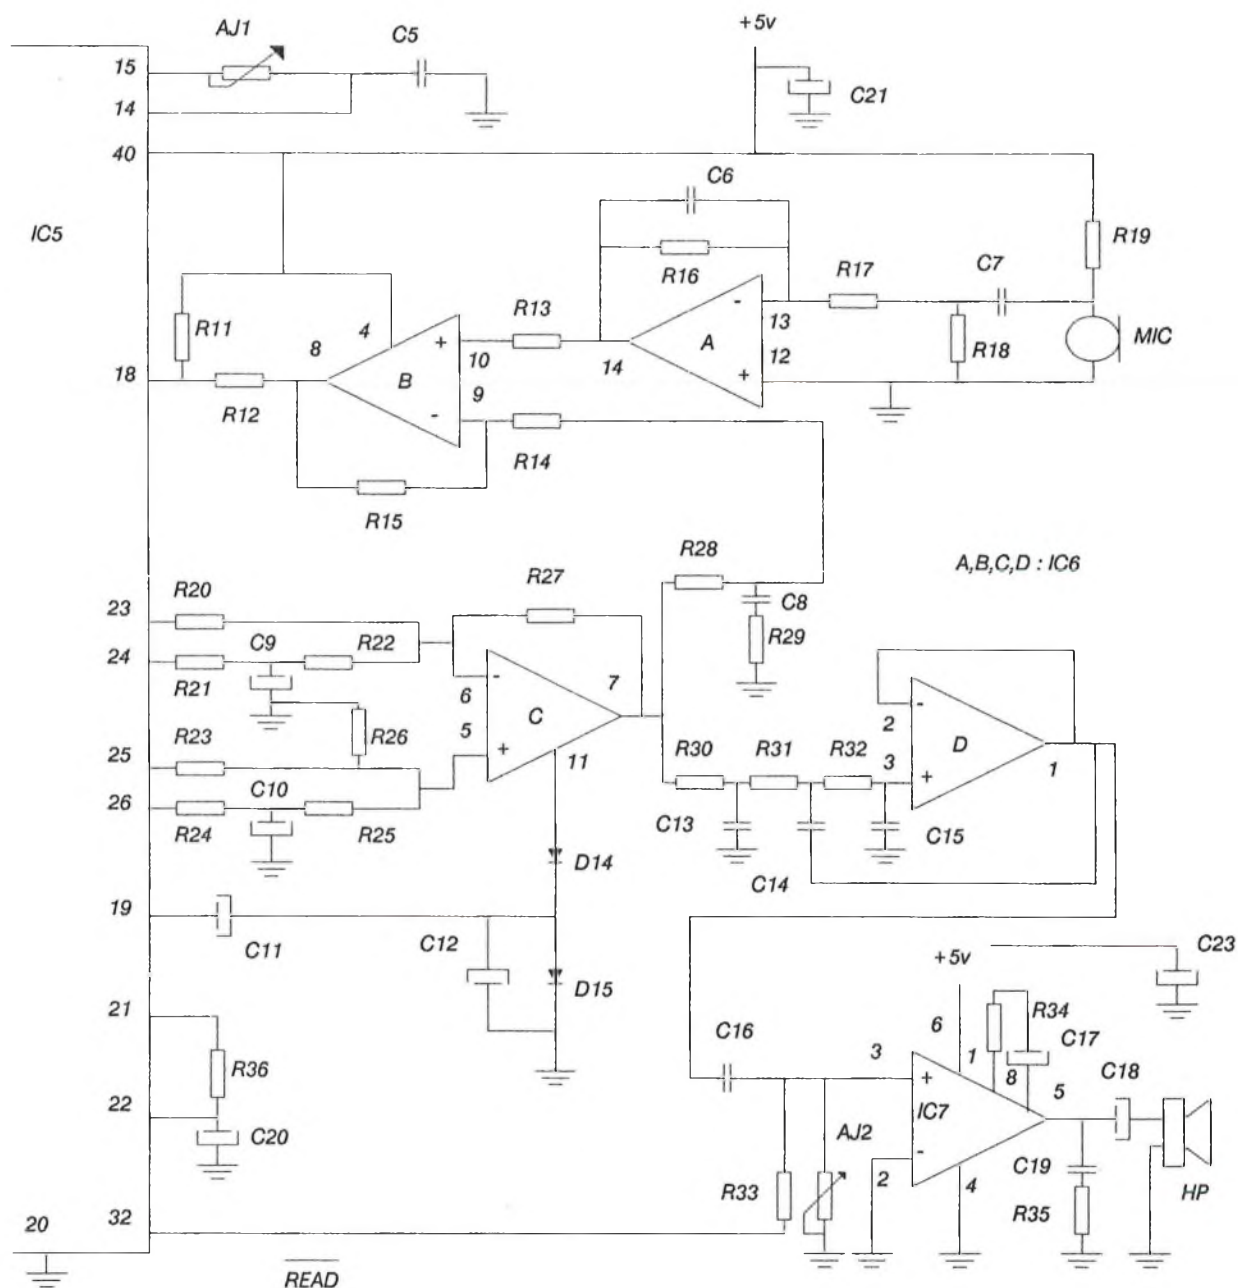 AJ1
C5
+5v
15
14
C21
40
C6
IC5
R19
R16
R17
C7
R13
R11
4
8
+
-
13
A
12
10
14
R18
MIC
18
B
9
+
R12
-
R14
R15
R28
A,B,C,D : IC6
R27
23
R20
C8
24
C9
R22
R29
R21
-
7
6
C
-
5
2
R26
25
R23
+
11
R30
R31
R32
D
3
26
C10
+
1
R24
R25
C13
C15
D14
C14
19
C11
C12
+5v
C23
D15
21
R34
6
C16
1
C17
3
R36
8
5
C18
+
22
IC7
C20
AJ2
-
C19
2
4
HP
R33
R35
32
20
READ